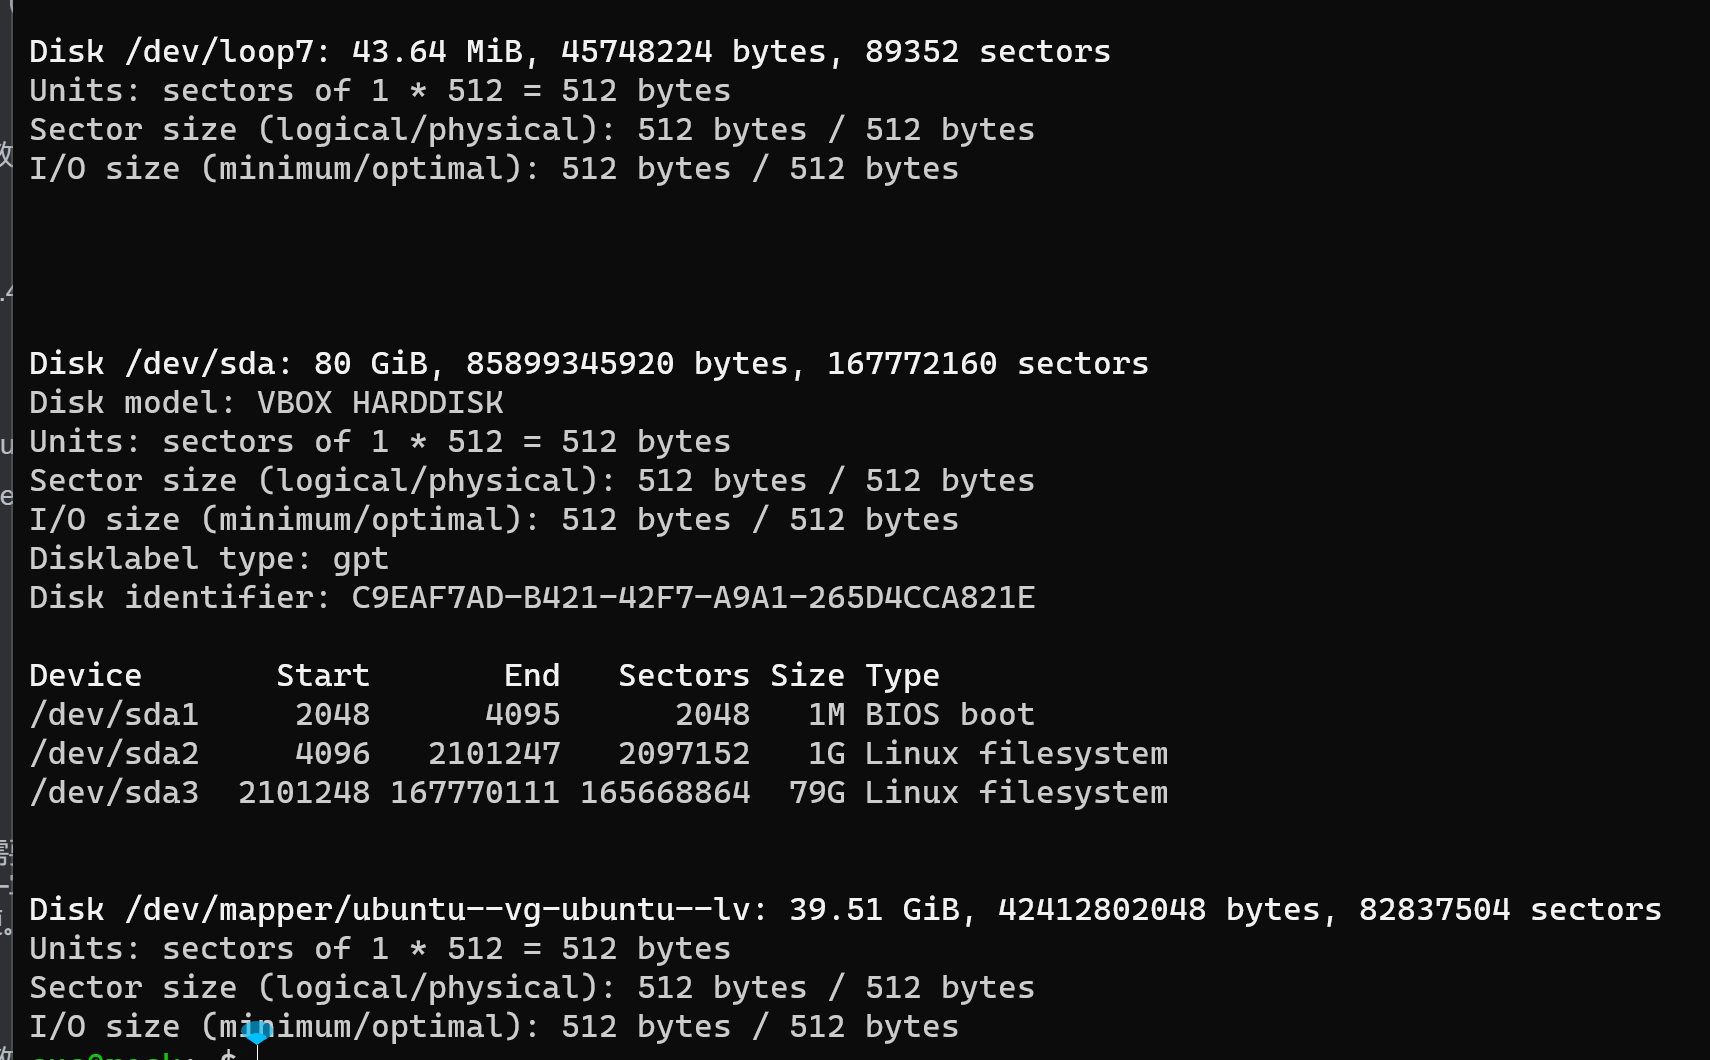 Disk /dev/loop7: 43.64 MiB, 45748224 bytes, 89352 sectors
Units: sectors of 1 * 512 = 512 bytes
Sector size (logical/physical): 512 bytes / 512 bytes
I/O size (minimum/optimal): 512 bytes / 512 bytes
Disk /dev/sda: 80 GiB, 85899345920 bytes, 167772160 sectors
Disk model: VBOX HARDDISK
Units: sectors of 1 * 512 = 512 bytes
Sector size (logical/physical): 512 bytes / 512 bytes
I/O size (minimum/optimal): 512 bytes / 512 bytes
Disklabel type: gpt
Disk identifier: C9EAF7AD-B421-42F7-A9A1-265D4CCA821E
Device Start End Sectors Size Type
/dev/sda1 2048 4095 2048 1M BIOS boot
/dev/sda2 4096 2101247 2097152 1G Linux filesystem
/dev/sda3 2101248 167770111 165668864 79G Linux filesystem
Disk /dev/mapper/ubuntu--vg-ubuntu--lv: 39.51 GiB, 42412802048 bytes, 82837504 sectors
Units: sectors of 1 * 512 = 512 bytes
Sector size (logical/physical): 512 bytes / 512 bytes
I/O size (minimum/optimal): 512 bytes / 512 bytes